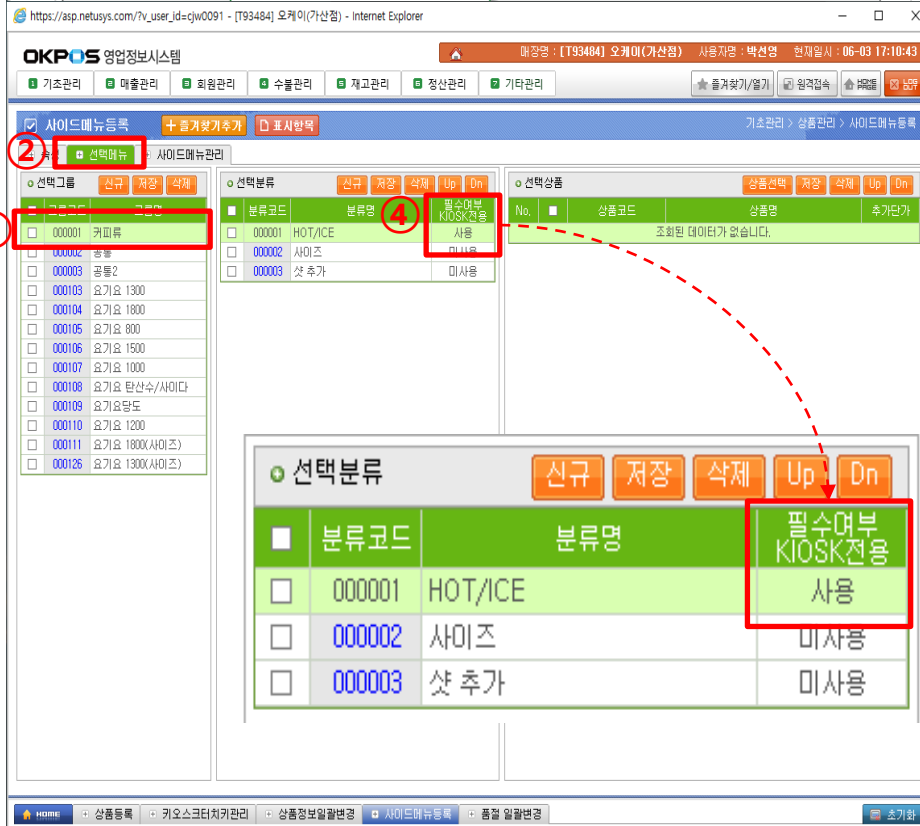 https://asp.netusys.com/?v_user_id=cjw0091 - [T93484] 오케이(가산점) - Internet Explorer
OKPOS 영업정보시스템
매장명 : [T93484] 오케이(가산점) 사용자명 : 박선영 현재일시 : 06-03 17:10:43
1 기초관리 2 매출관리 3 회원관리 4 수불관리 5 재고관리 6 정산관리 7 기타관리 즐겨찾기/열기 원격접속
사이드메뉴등록 +즐겨찾기추가 표시항목 기초관리 > 상품관리 > 사이드메뉴등록
② 속성 선택메뉴 사이드메뉴관리
선택그룹 신규 저장 삭제
그룹코드 그룹명
000001 커피류
000002 공통
000003 공통2
000103 요기요 1300
000104 요기요 1800
000105 요기요 800
000106 요기요 1500
000107 요기요 1000
000108 요기요 탄산수/사이다
000109 요기요당도
000110 요기요 1200
000111 요기요 1800(사이즈)
000126 요기요 1300(사이즈)
선택분류 신규 저장 삭제 Up Dn
분류코드 분류명 ④ 필수여부
KIOSK전용
000001 HOT/ICE 사용
000002 사이즈 미사용
000003 샷 추가 미사용
선택상품 상품선택 저장 삭제 Up Dn
No. 상품코드 상품명 추가단가
조회된 데이터가 없습니다.
선택분류 신규 저장 삭제 Up Dn
분류코드 분류명 필수여부
KIOSK전용
000001 HOT/ICE 사용
000002 사이즈 미사용
000003 샷 추가 미사용
HOME 상품등록 키오스크터치키관리 상품정보일괄변경 사이드메뉴등록 품절 일괄변경 초기화